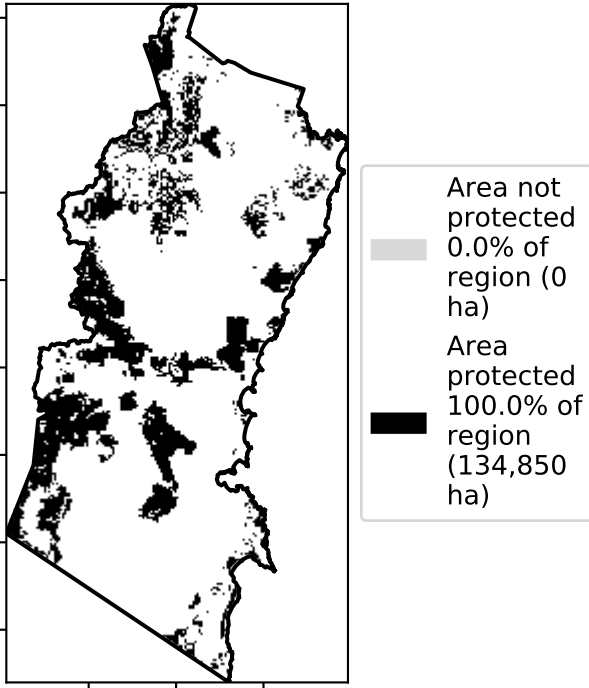 Area not
protected
0.0% of
region (0
ha)
Area
protected
100.0% of
region
(134,850
ha)